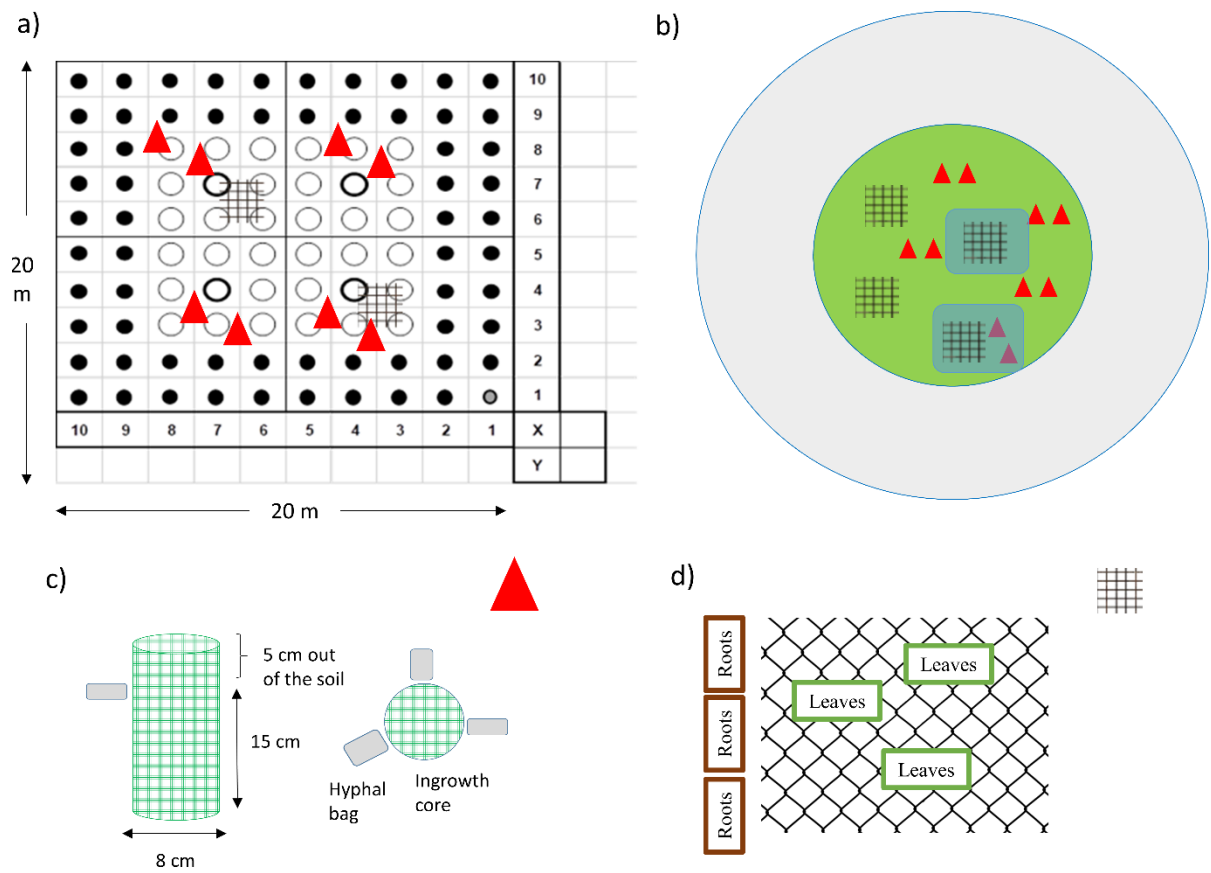 a)
b)
10
9
8
7
6
5
4
3
2
1
10 9 8 7 6 5 4 3 2 1 X
Y
20
m
20 m
c)
d)
5 cm out
of the soil
15 cm
8 cm
Hyphal
bag
Ingrowth
core
Roots
Roots
Roots
Leaves
Leaves
Leaves